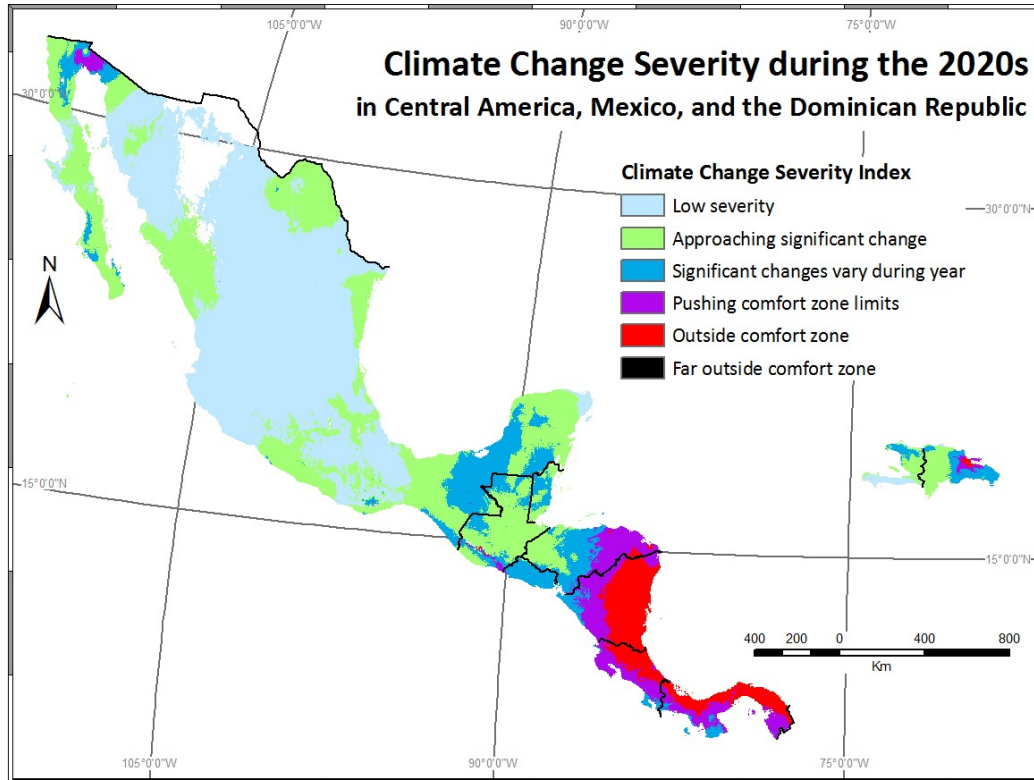 105°0'0"W
90°0'0"W
75°0'0"W
Climate Change Severity during the 2020s
in Central America, Mexico, and the Dominican Republic
30°0'0"N
Climate Change Severity Index
Low severity
30°0'0"N
Approaching significant change
N
Significant changes vary during year
Pushing comfort zone limits
Outside comfort zone
Far outside comfort zone
15°0'0"N
15°0'0"N
400 200 0 400 800
Km
105°0'0"W
90°0'0"W
75°0'0"W